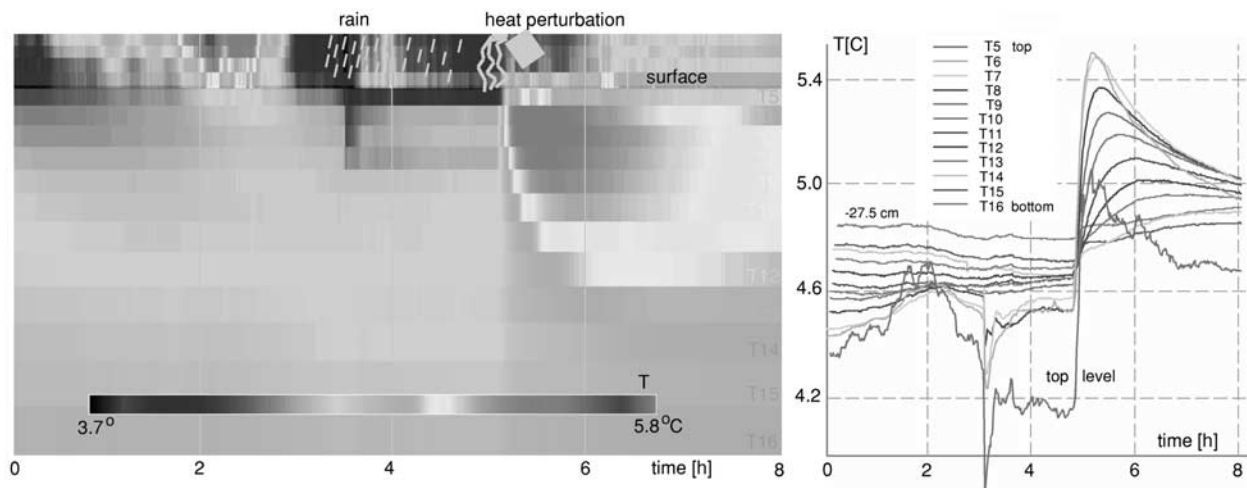 rain
heat perturbation
surface
T5
T12
T14
T15
T16
T
3.7°
5.8°C
0
2
4
6
time [h]
8
T[C]
5.4
5.0
4.6
4.2
T5 top
T6
T7
T8
T9
T10
T11
T12
T13
T14
T15
T16 bottom
-27.5 cm
top level
time [h]
0
2
4
6
8